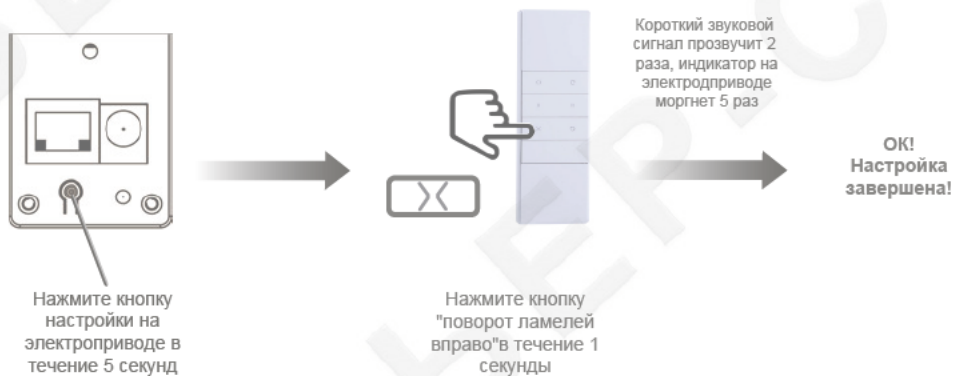 Нажмите кнопку
настройки на
электроприводе в
течение 5 секунд
Нажмите кнопку
"поворот ламелей
вправо"в течение 1
секунды
Короткий звуковой
сигнал прозвучит 2
раза, индикатор на
электродприводе
моргнет 5 раз
ОК!
Настройка
завершена!